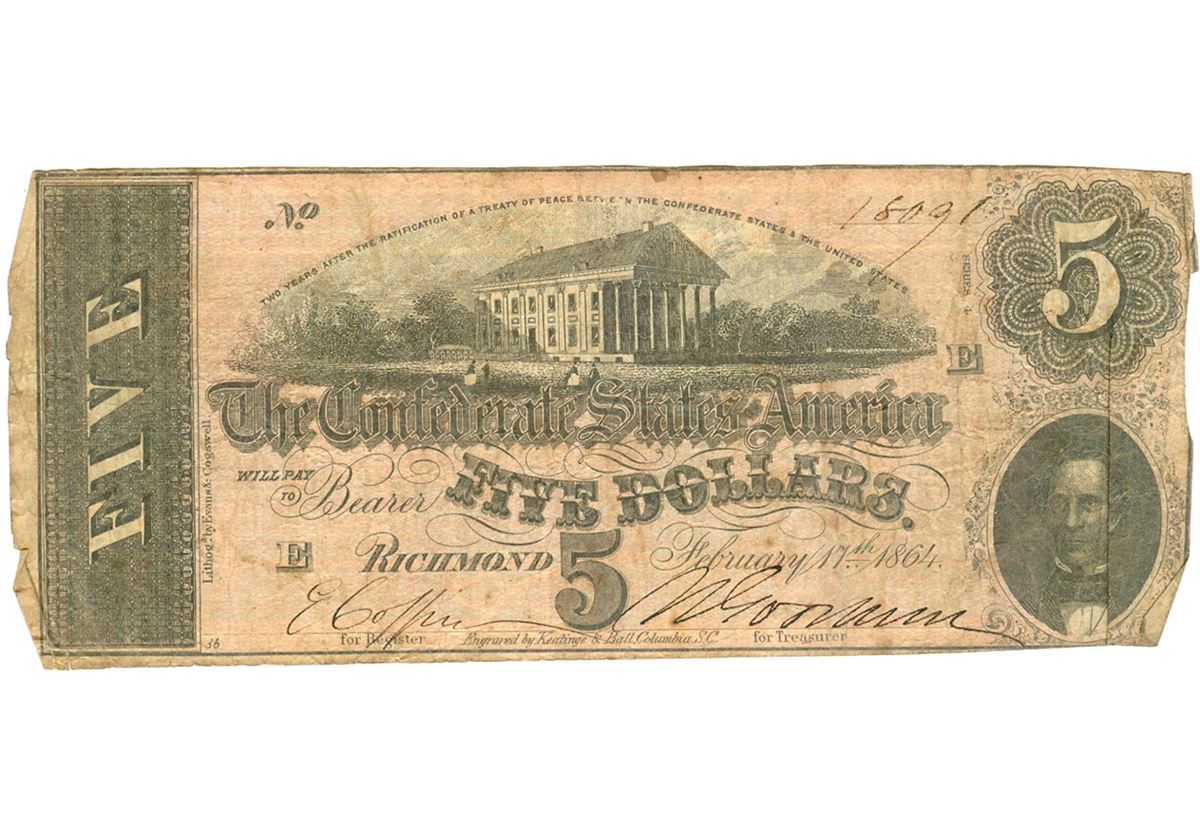 Nº 18091
TWO YEARS AFTER THE RATIFICATION OF A TREATY OF PEACE BETWEEN THE CONFEDERATE STATES & THE UNITED STATES
SERIES 4
5
E
FIVE
The Confederate States of America
WILL PAY TO Bearer FIVE DOLLARS.
Lithog.d by Evans & Cogswell
E RICHMOND 5 February 17th 1864.
for Register Engraved by Keatinge & Ball, Columbia, S.C. for Treasurer
36